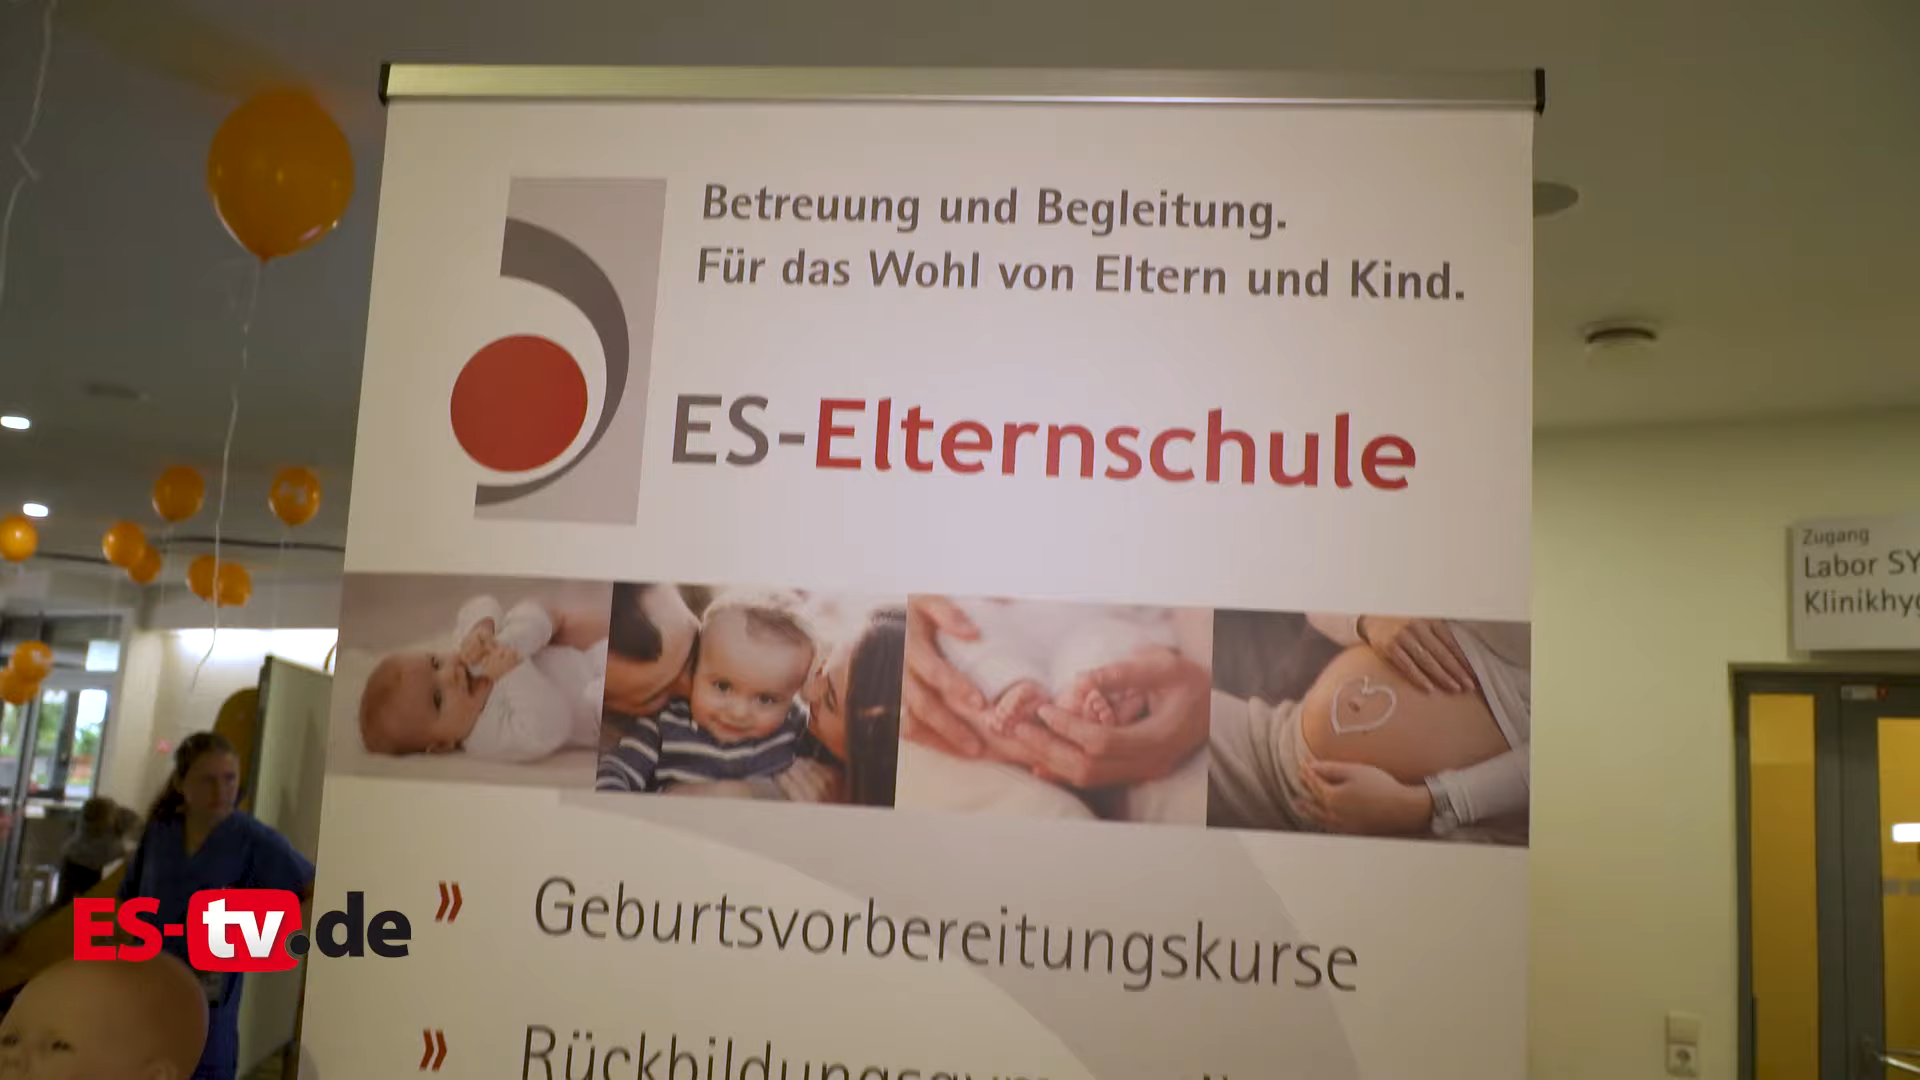 Betreuung und Begleitung.
Für das Wohl von Eltern und Kind.
ES-Elternschule
Zugang
Labor
» Geburtsvorbereitungskurse
ES-tv.de
»